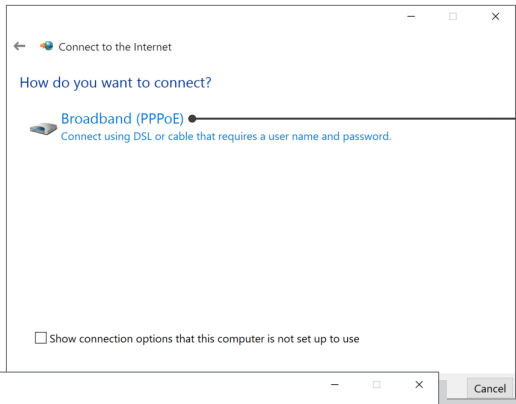 Connect to the Internet
How do you want to connect?
Broadband (PPPoE)
Connect using DSL or cable that requires a user name and password.
Show connection options that this computer is not set up to use
Cancel